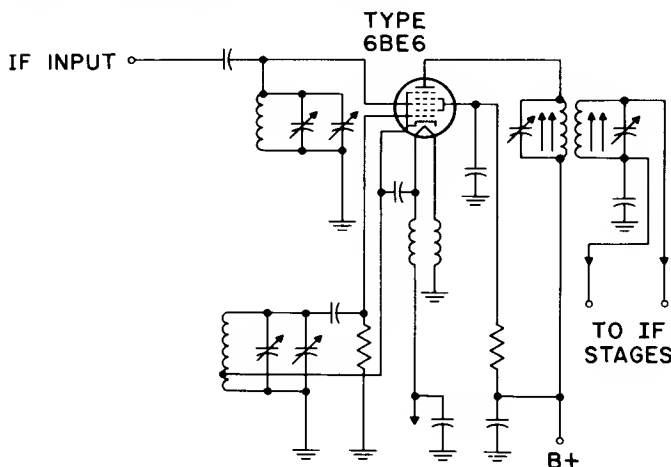 TYPE
6BE6
IF INPUT
TO IF
STAGES
B+